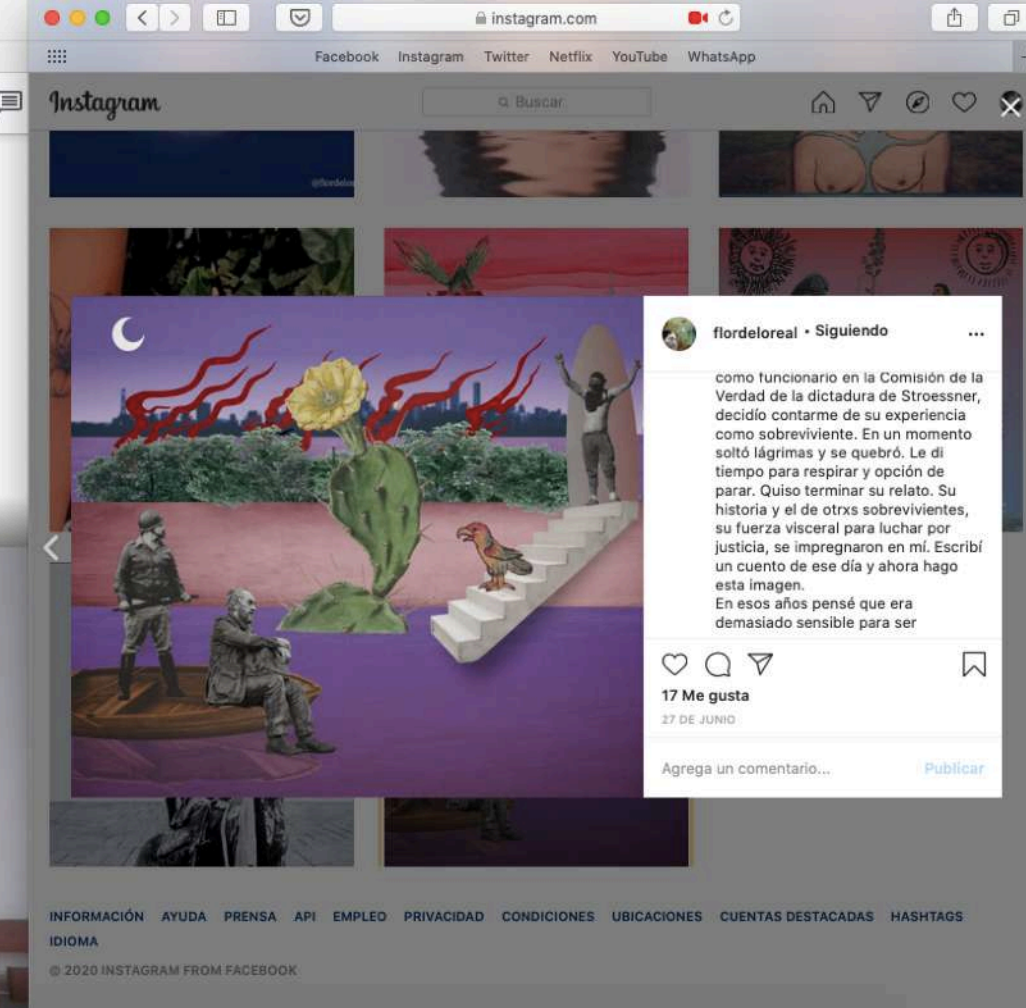 instagram.com
Facebook Instagram Twitter Netflix YouTube WhatsApp
Instagram
Buscar
flordeloreal • Siguiendo
como funcionario en la Comisión de la
Verdad de la dictadura de Stroessner,
decidío contarme de su experiencia
como sobreviviente. En un momento
soltó lágrimas y se quebró. Le di
tiempo para respirar y opción de
parar. Quiso terminar su relato. Su
historia y el de otrxs sobrevivientes,
su fuerza visceral para luchar por
justicia, se impregnaron en mí. Escribí
un cuento de ese día y ahora hago
esta imagen.
En esos años pensé que era
demasiado sensible para ser
17 Me gusta
27 DE JUNIO
Agrega un comentario... Publicar
INFORMACIÓN AYUDA PRENSA API EMPLEO PRIVACIDAD CONDICIONES UBICACIONES CUENTAS DESTACADAS HASHTAGS
IDIOMA
© 2020 INSTAGRAM FROM FACEBOOK